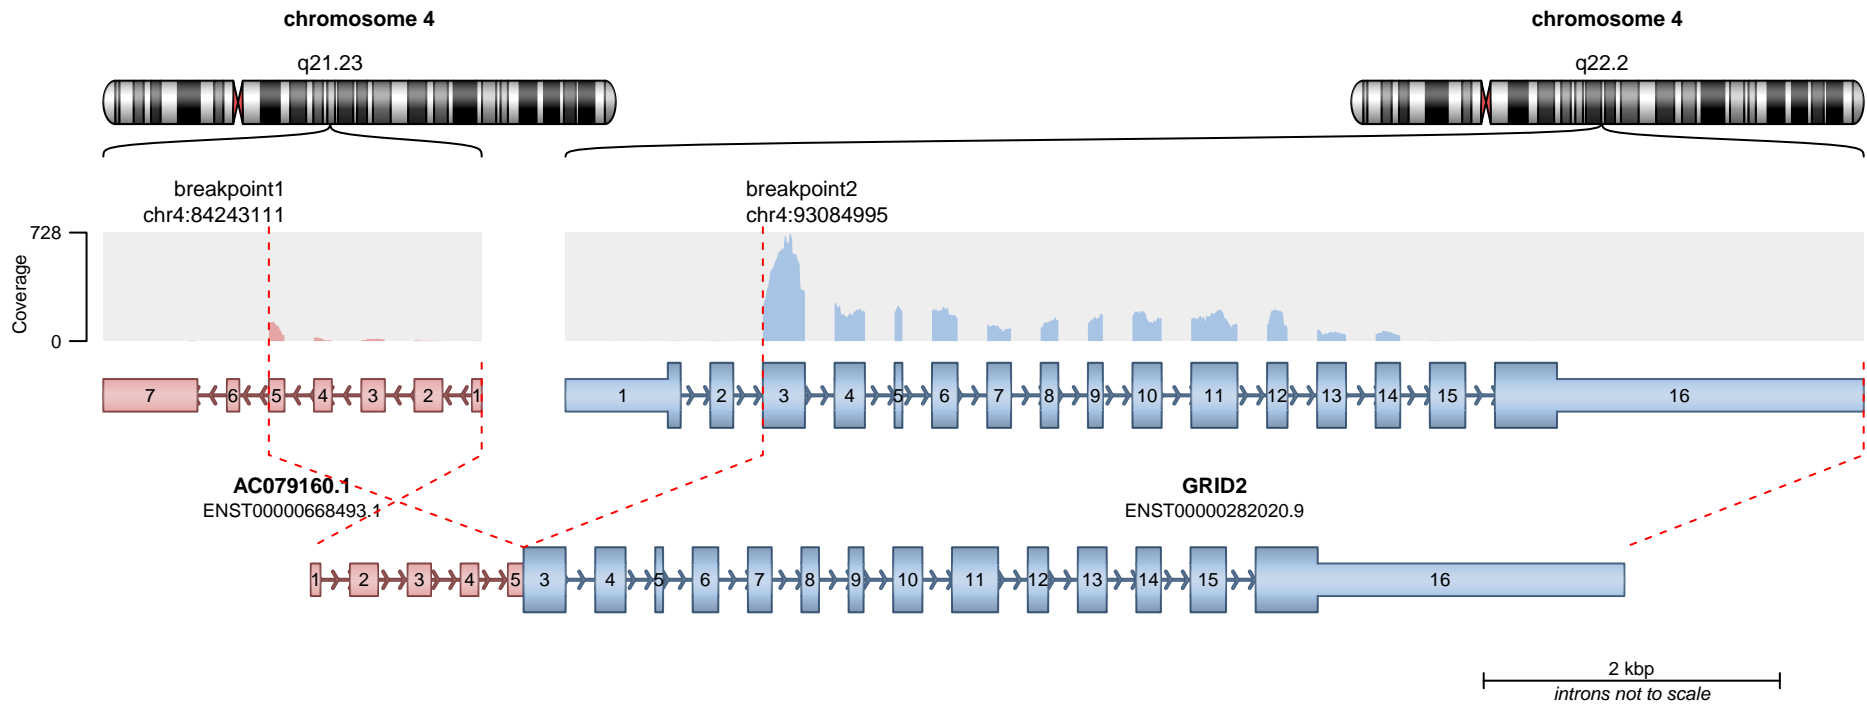 chromosome 4
chromosome 4
q21.23
q22.2
breakpoint1
chr4:84243111
breakpoint2
chr4:93084995
728
0
Coverage
7 6 5 4 3 2 1
1 2 3 4 5 6 7 8 9 10 11 12 13 14 15 16
AC079160.1
ENST00000668493.1
GRID2
ENST00000282020.9
1 2 3 4 5 3 4 5 6 7 8 9 10 11 12 13 14 15 16
2 kbp
introns not to scale